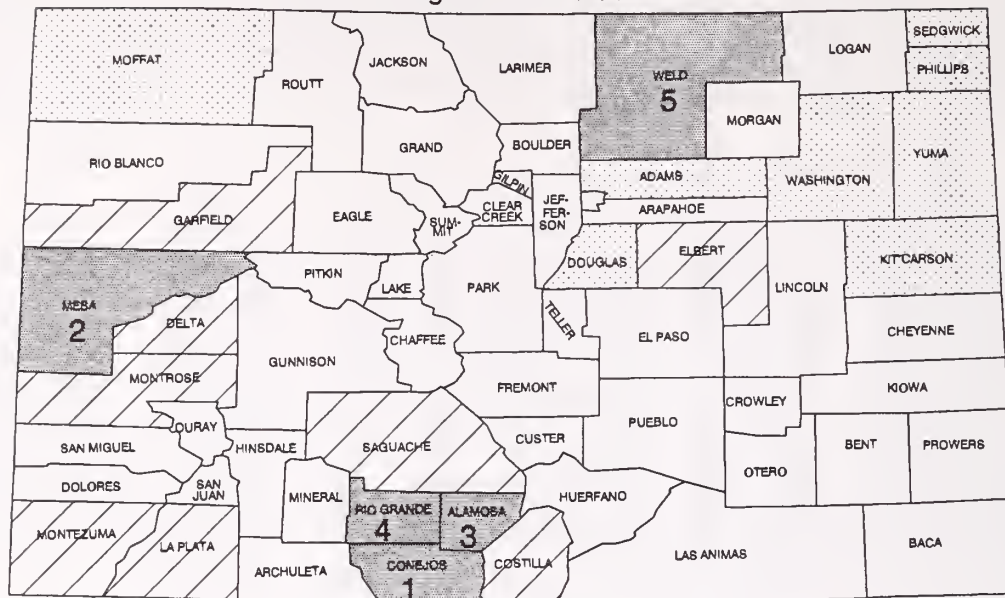 MOFFAT
ROUTT
JACKSON
LARIMER
WELD
5
LOGAN
SEDGWICK
PHILLIPS
MORGAN
YUMA
RIO BLANCO
GRAND
BOULDER
GILPIN
ADAMS
WASHINGTON
GARFIELD
EAGLE
SUM-
MIT
CLEAR
CREEK
JEF-
FER-
SON
ARAPAHOE
MESA
2
PITKIN
LAKE
PARK
DOUGLAS
ELBERT
LINCOLN
KIT CARSON
DELTA
CHAFFEE
TELLER
EL PASO
CHEYENNE
MONTROSE
GUNNISON
FREMONT
CROWLEY
KIOWA
OURAY
SAN MIGUEL
HINSDALE
SAGUACHE
CUSTER
PUEBLO
OTERO
BENT
PROWERS
DOLORES
SAN
JUAN
MINERAL
RIO GRANDE
4
ALAMOSA
3
HUERFANO
MONTEZUMA
LA PLATA
ARCHULETA
CONEJOS
1
COSTILLA
LAS ANIMAS
BACA